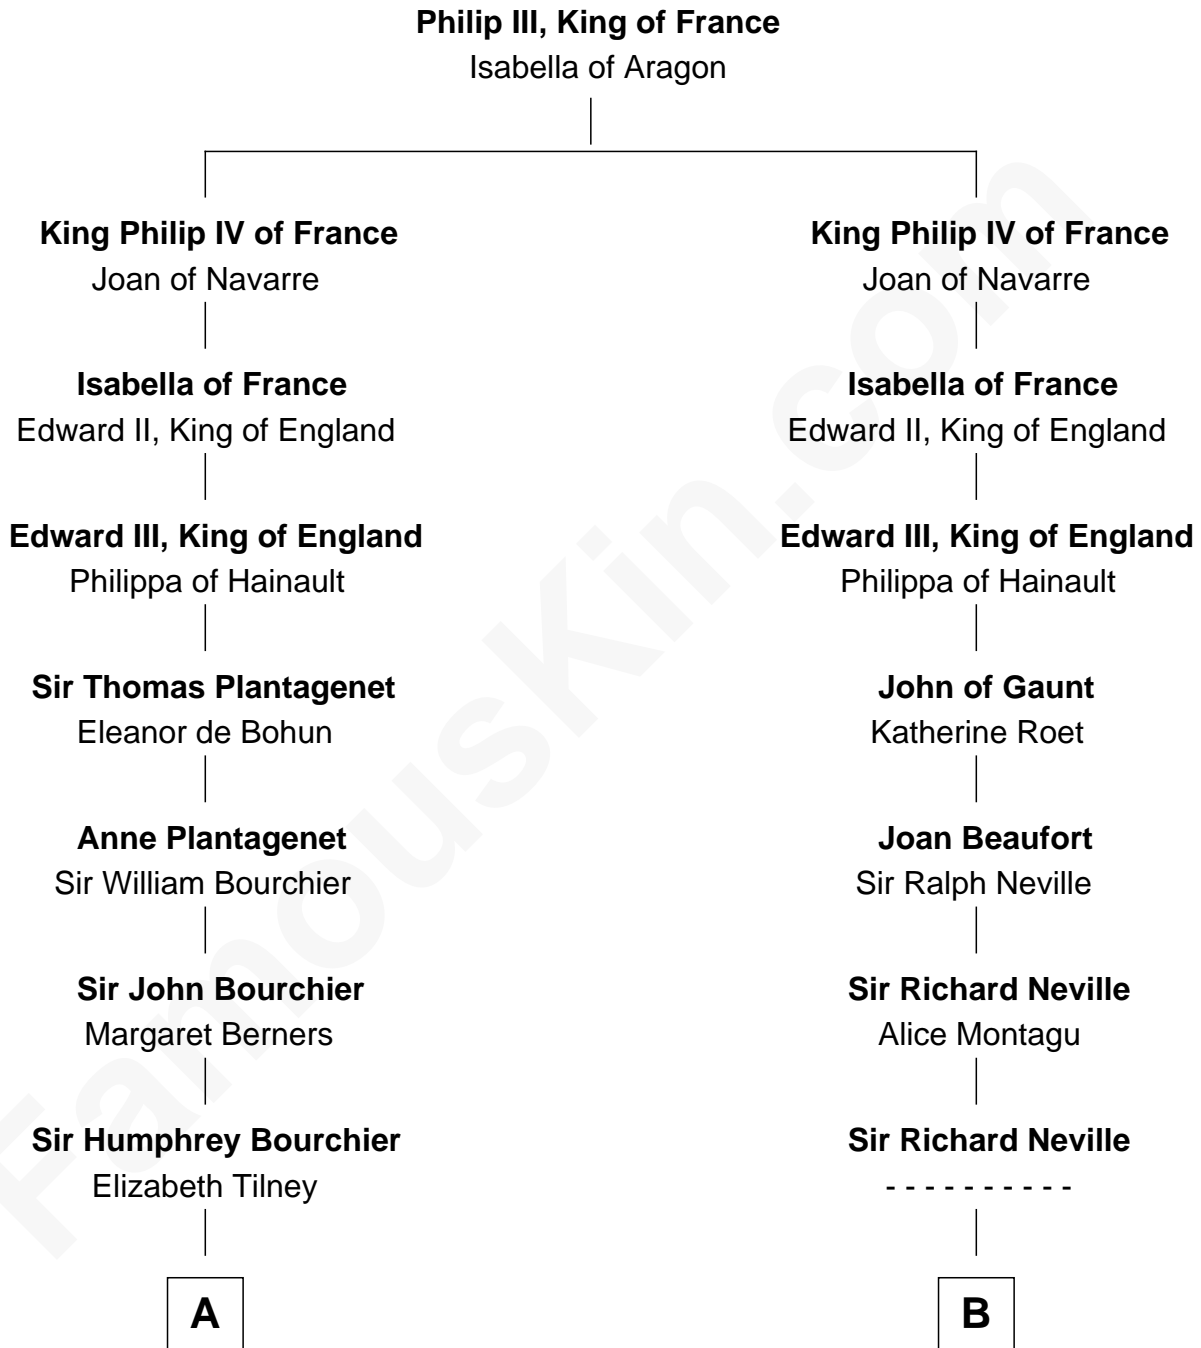 Philip III, King of France
Isabella of Aragon
King Philip IV of France
Joan of Navarre
King Philip IV of France
Joan of Navarre
Isabella of France
Edward II, King of England
Isabella of France
Edward II, King of England
Edward III, King of England
Philippa of Hainault
Edward III, King of England
Philippa of Hainault
Sir Thomas Plantagenet
Eleanor de Bohun
John of Gaunt
Katherine Roet
Anne Plantagenet
Sir William Bourchier
Joan Beaufort
Sir Ralph Neville
Sir John Bourchier
Margaret Berners
Sir Richard Neville
Alice Montagu
Sir Humphrey Bourchier
Elizabeth Tilney
Sir Richard Neville
- - - - - - - - - -
A
B
FamousKin.com